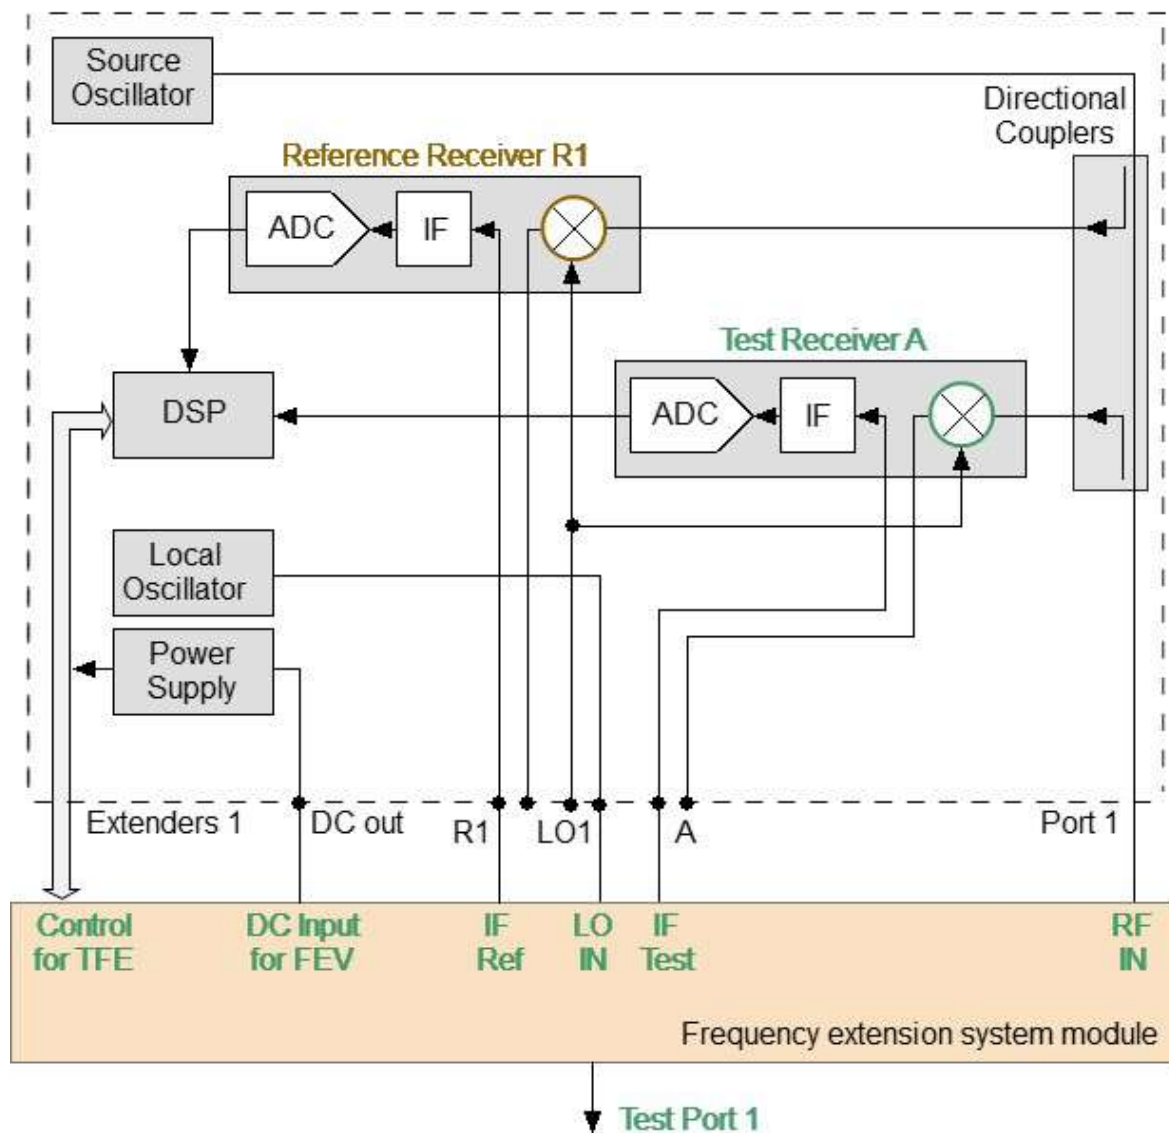 Source
Oscillator
Directional
Couplers
Reference Receiver R1
ADC
IF
Test Receiver A
DSP
ADC
IF
Local
Oscillator
Power
Supply
Extenders 1
DC out
R1
LO1
A
Port 1
Control
for TFE
DC Input
for FEV
IF
Ref
LO
IN
IF
Test
RF
IN
Frequency extension system module
Test Port 1